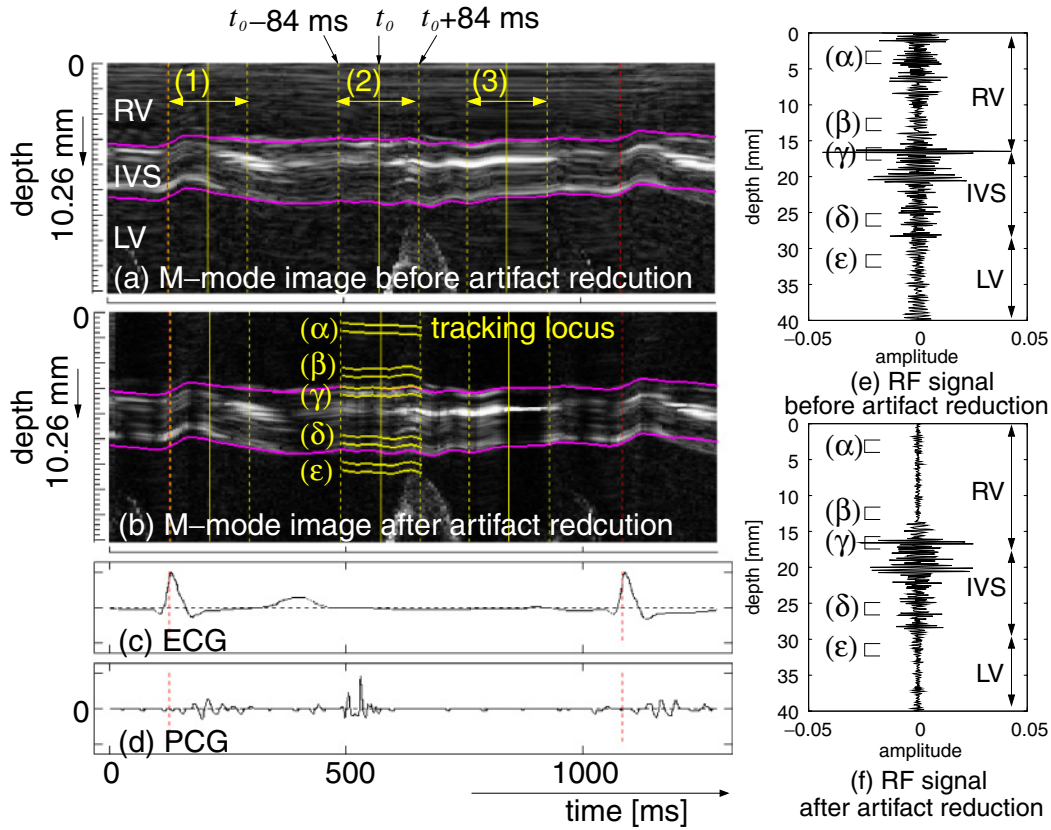 t₀−84 ms
t₀
t₀+84 ms
0
(1)
(2)
(3)
RV
IVS
LV
depth
10.26 mm
(a) M−mode image before artifact redcution
0
(α)
tracking locus
(β)
(γ)
(δ)
(ε)
depth
10.26 mm
(b) M−mode image after artifact redcution
(c) ECG
0
(d) PCG
0
500
1000
time [ms]
0
5
10
15
20
25
30
35
40
depth [mm]
(α)
(β)
(γ)
(δ)
(ε)
RV
IVS
LV
−0.05
0
0.05
amplitude
(e) RF signal
before artifact reduction
0
5
10
15
20
25
30
35
40
depth [mm]
(α)
(β)
(γ)
(δ)
(ε)
RV
IVS
LV
−0.05
0
0.05
amplitude
(f) RF signal
after artifact reduction